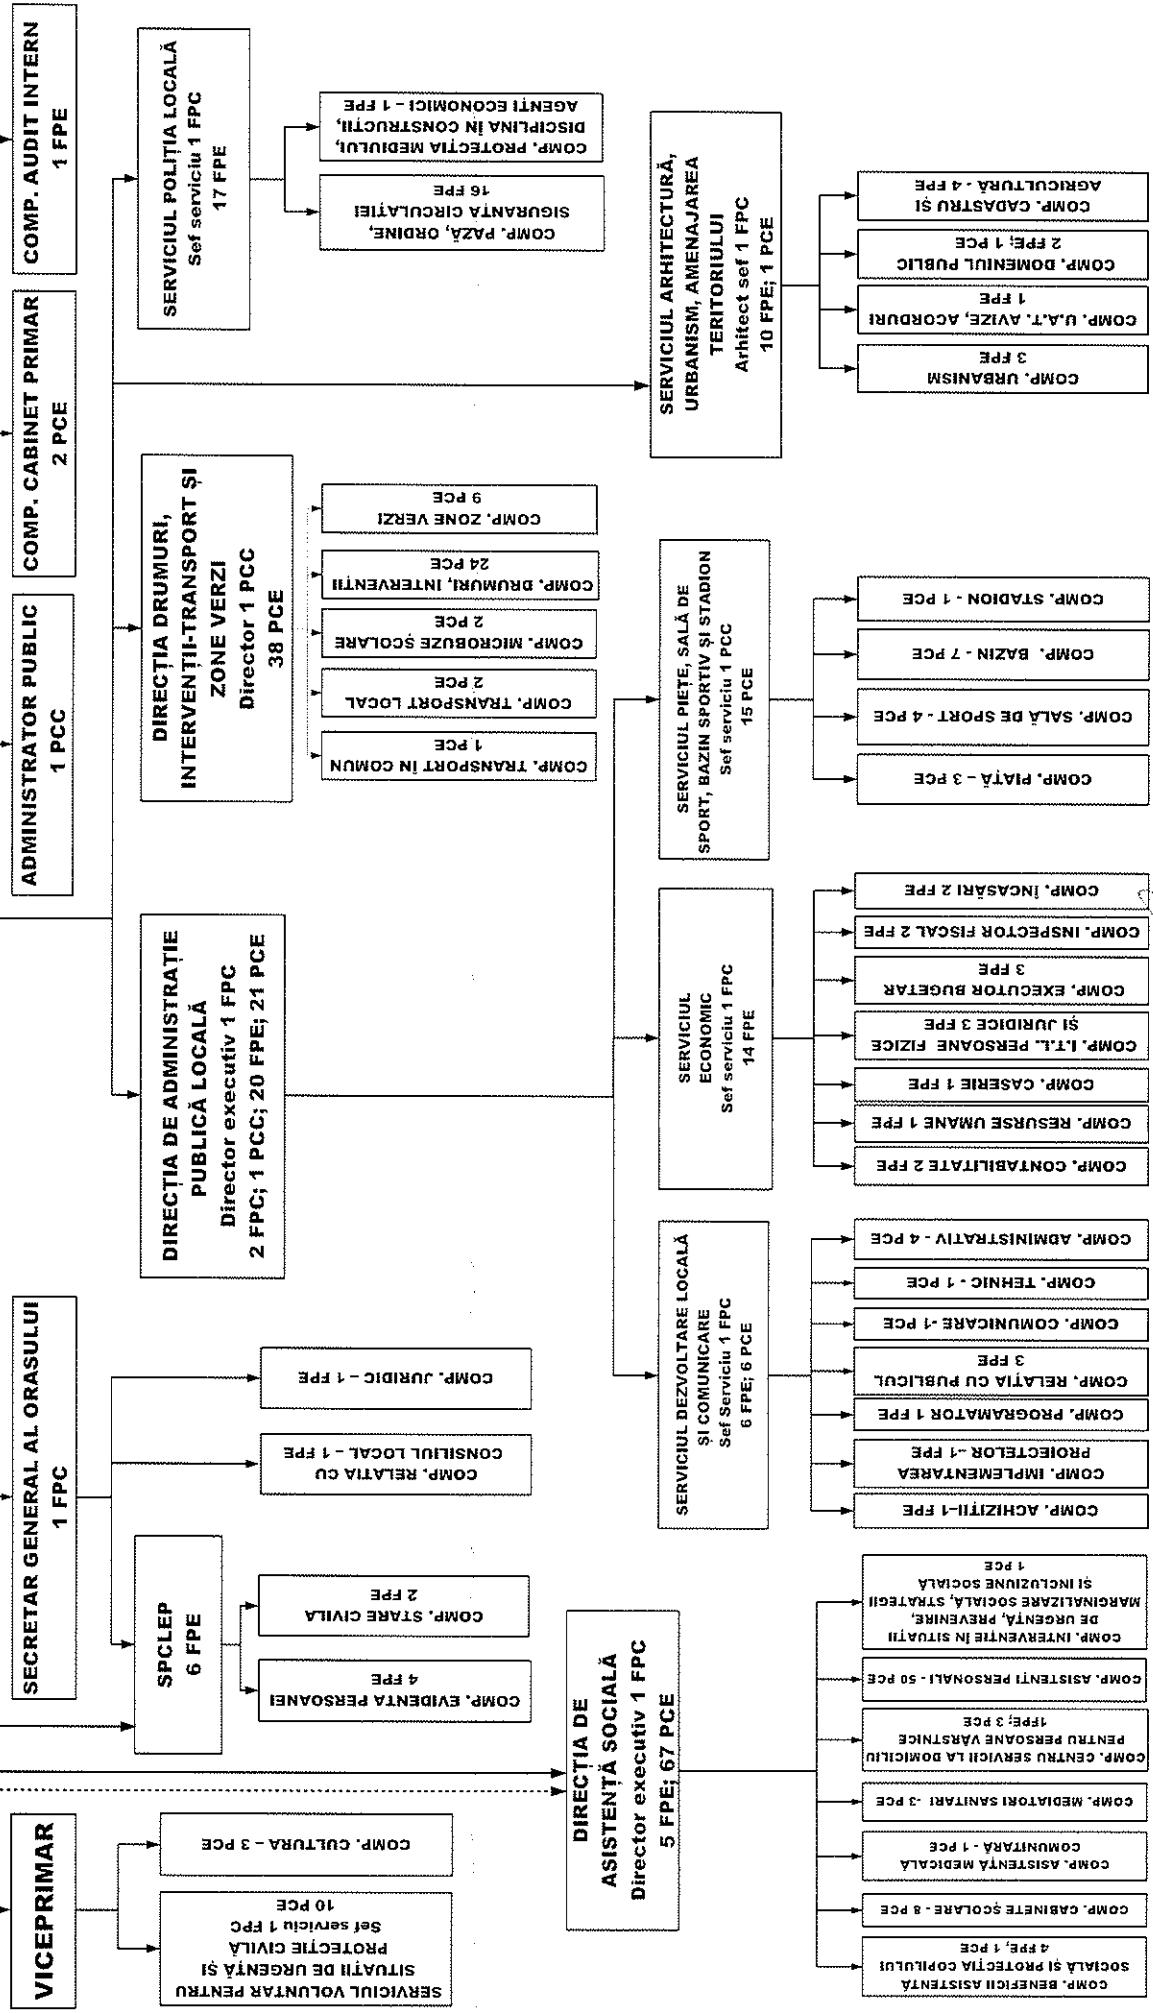 VICEPRIMAR
SECRETAR GENERAL AL ORASULUI
1 FPC
ADMINISTRATOR PUBLIC
1 PCC
COMP. CABINET PRIMAR
2 PCE
COMP. AUDIT INTERN
1 FPE
SERVICIUL VOLUNTAR PENTRU
SITUAȚII DE URGENȚĂ ȘI
PROTECȚIE CIVILĂ
Sef serviciu 1 FPC
10 PCE
COMP. CULTURA – 3 PCE
SPCLEP
6 FPE
COMP. EVIDENTA PERSOANEI
4 FPE
COMP. STARE CIVILA
2 FPE
COMP. RELATIA CU
CONSILIUL LOCAL – 1 FPE
COMP. JURIDIC – 1 FPE
DIRECȚIA DE ADMINISTRAȚIE
PUBLICĂ LOCALĂ
Director executiv 1 FPC
2 FPC; 1 PCC; 20 FPE; 21 PCE
DIRECȚIA DRUMURI,
INTERVENȚII-TRANSPORT ȘI
ZONE VERZI
Director 1 PCC
38 PCE
COMP. TRANSPORT ÎN COMUN
1 PCE
COMP. TRANSPORT LOCAL
2 PCE
COMP. MICROBUZE ȘCOLARE
2 PCE
COMP. DRUMURI, INTERVENȚII
24 PCE
COMP. ZONE VERZI
9 PCE
SERVICIUL POLIȚIA LOCALĂ
Sef serviciu 1 FPC
17 FPE
COMP. PAZĂ, ORDINE,
SIGURANȚA CIRCULAȚIEI
16 FPE
COMP. PROTECȚIA MEDIULUI,
DISCIPLINA ÎN CONSTRUCȚII,
AGENȚI ECONOMICI – 1 FPE
DIRECȚIA DE
ASISTENȚĂ SOCIALĂ
Director executiv 1 FPC
5 FPE; 67 PCE
COMP. BENEFICII ASISTENȚĂ
SOCIALĂ ȘI PROTECȚIA COPILULUI
4 FPE, 1 PCE
COMP. CABINETE ȘCOLARE - 8 PCE
COMP. ASISTENȚĂ MEDICALĂ
COMUNITARĂ - 1 PCE
COMP. MEDIATORI SANITARI -3 PCE
COMP. CENTRU SERVICII LA DOMICILIU
PENTRU PERSOANE VÂRSTNICE
1FPE; 3 PCE
COMP. ASISTENȚI PERSONALI - 50 PCE
COMP. INTERVENȚIE ÎN SITUAȚII
DE URGENȚĂ, PREVENIRE,
MARGINALIZARE SOCIALĂ, STRATEGII
ȘI INCLUZIUNE SOCIALĂ
1 PCE
SERVICIUL DEZVOLTARE LOCALĂ
ȘI COMUNICARE
Sef Serviciu 1 FPC
6 FPE; 6 PCE
COMP. ACHIZIȚII–1 FPE
COMP. IMPLEMENTAREA
PROIECTELOR –1 FPE
COMP. PROGRAMATOR 1 FPE
COMP. RELAȚIA CU PUBLICUL
3 FPE
COMP. COMUNICARE -1 PCE
COMP. TEHNIC - 1 PCE
COMP. ADMINISTRATIV - 4 PCE
SERVICIUL
ECONOMIC
Sef serviciu 1 FPC
14 FPE
COMP. CONTABILITATE 2 FPE
COMP. RESURSE UMANE 1 FPE
COMP. CASERIE 1 FPE
COMP. I.T.L. PERSOANE FIZICE
ȘI JURIDICE 3 FPE
COMP. EXECUTOR BUGETAR
3 FPE
COMP. INSPECTOR FISCAL 2 FPE
COMP. ÎNCASĂRI 2 FPE
SERVICIUL PIEȚE, SALĂ DE
SPORT, BAZIN SPORTIV ȘI STADION
Sef serviciu 1 PCC
15 PCE
COMP. PIAȚĂ – 3 PCE
COMP. SALĂ DE SPORT - 4 PCE
COMP. BAZIN - 7 PCE
COMP. STADION - 1 PCE
SERVICIUL ARHITECTURĂ,
URBANISM, AMENAJAREA
TERITORIULUI
Arhitect sef 1 FPC
10 FPE; 1 PCE
COMP. URBANISM
3 FPE
COMP. U.A.T. AVIZE, ACORDURI
1 FPE
COMP. DOMENIUL PUBLIC
2 FPE; 1 PCE
COMP. CADASTRU ȘI
AGRICULTURĂ - 4 FPE